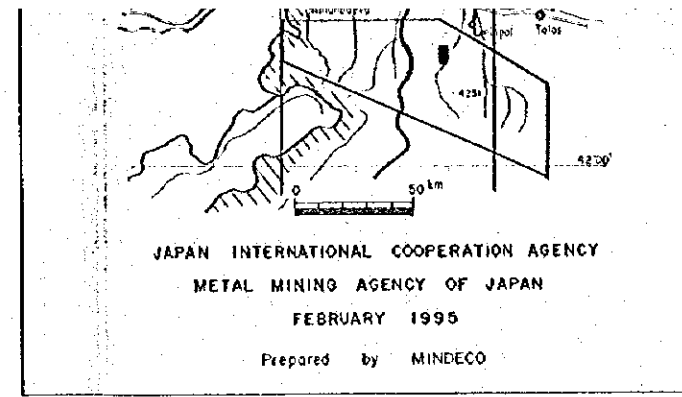 Talas
4251
42°00'
0 50 km
JAPAN INTERNATIONAL COOPERATION AGENCY
METAL MINING AGENCY OF JAPAN
FEBRUARY 1995
Prepared by MINDECO